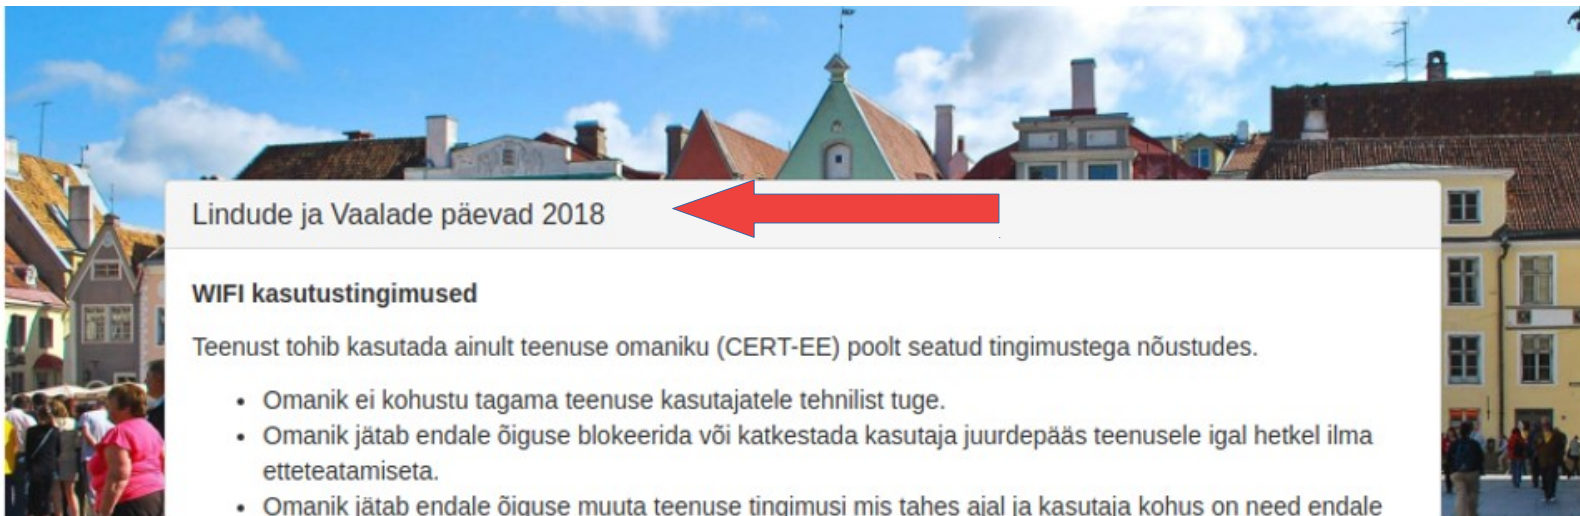 Lindude ja Vaalade päevad 2018
WIFI kasutustingimused
Teenust tohib kasutada ainult teenuse omaniku (CERT-EE) poolt seatud tingimustega nõustudes.
• Omanik ei kohustu tagama teenuse kasutajatele tehnilist tuge.
• Omanik jätab endale õiguse blokeerida või katkestada kasutaja juurdepääs teenusele igal hetkel ilma
etteteatamiseta.
• Omanik jätab endale õiguse muuta teenuse tingimusi mis tahes ajal ja kasutaja kohus on need endale